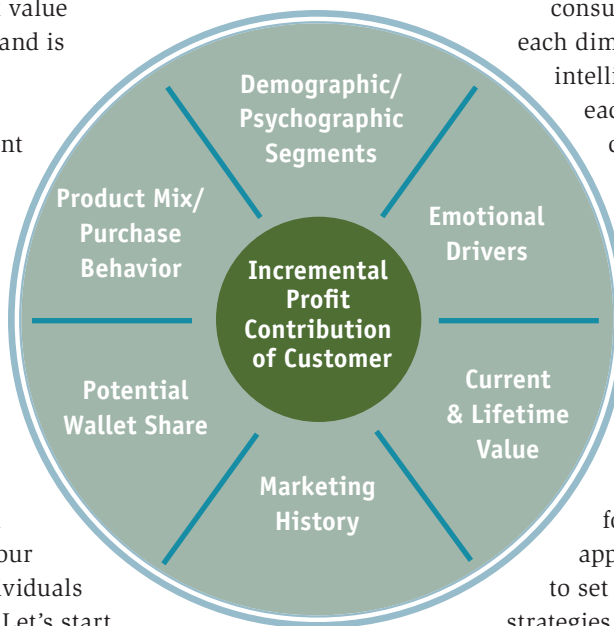 value
and is
nt
consu
each dim
intelli
eac
Demographic/
Psychographic
Segments
Emotional
Drivers
Current
& Lifetime
Value
Marketing
History
Potential
Wallet Share
Product Mix/
Purchase
Behavior
Incremental
Profit
Contribution
of Customer
our
viduals
Let's start
fo
app
to set
strategies